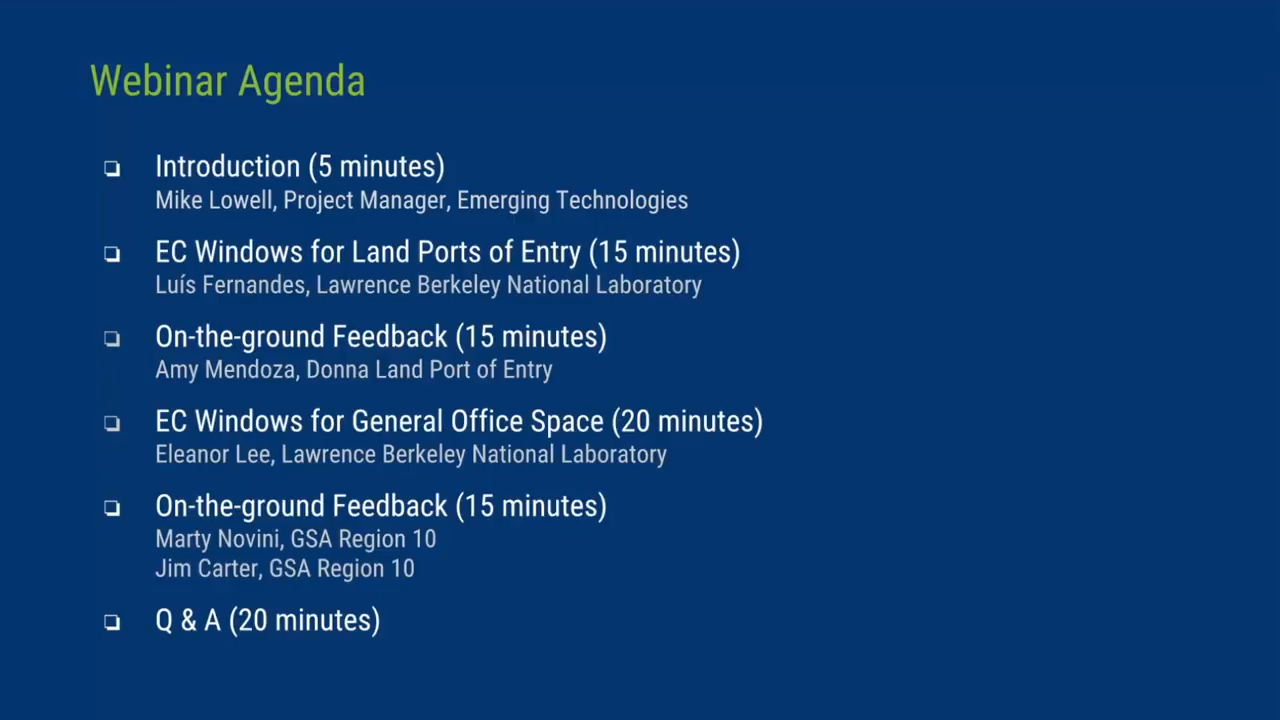 Webinar Agenda
Introduction (5 minutes)
Mike Lowell, Project Manager, Emerging Technologies
EC Windows for Land Ports of Entry (15 minutes)
Luís Fernandes, Lawrence Berkeley National Laboratory
On-the-ground Feedback (15 minutes)
Amy Mendoza, Donna Land Port of Entry
EC Windows for General Office Space (20 minutes)
Eleanor Lee, Lawrence Berkeley National Laboratory
On-the-ground Feedback (15 minutes)
Marty Novini, GSA Region 10
Jim Carter, GSA Region 10
Q & A (20 minutes)